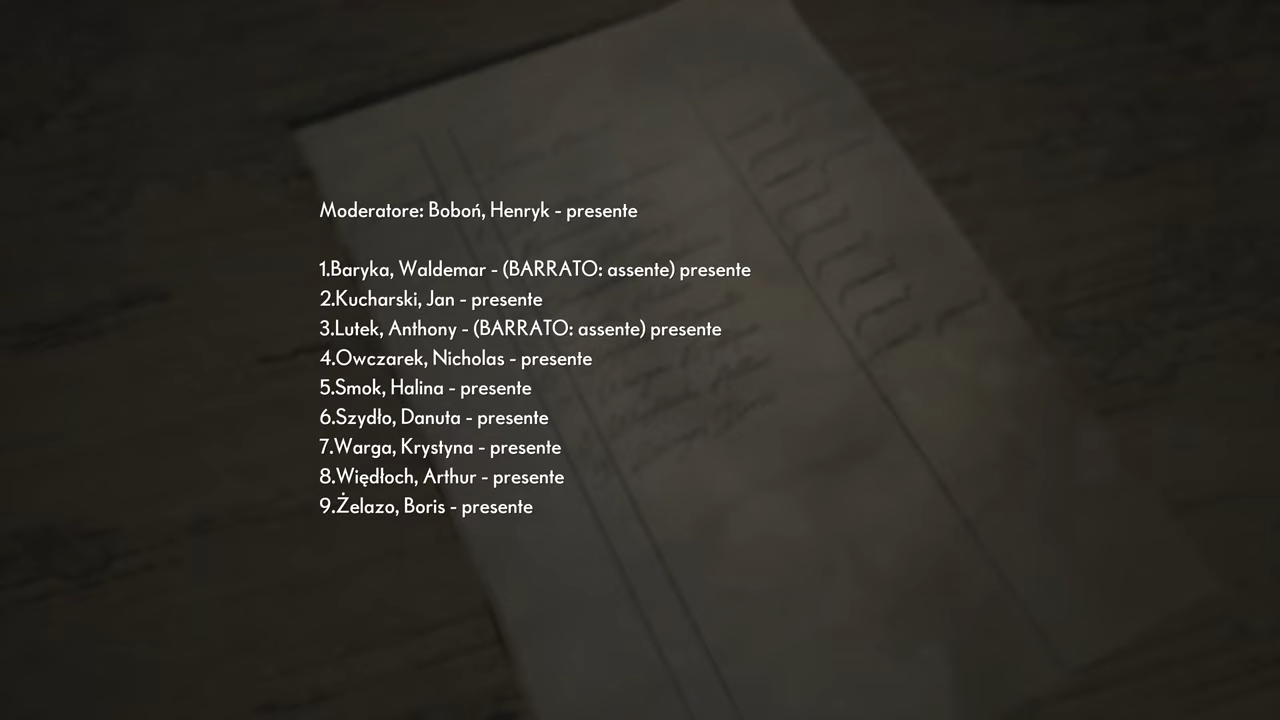 Moderatore: Boboń, Henryk - presente
1.Baryka, Waldemar - (BARRATO: assente) presente
2.Kucharski, Jan - presente
3.Lutek, Anthony - (BARRATO: assente) presente
4.Owczarek, Nicholas - presente
5.Smok, Halina - presente
6.Szydło, Danuta - presente
7.Warga, Krystyna - presente
8.Więdłoch, Arthur - presente
9.Żelazo, Boris - presente